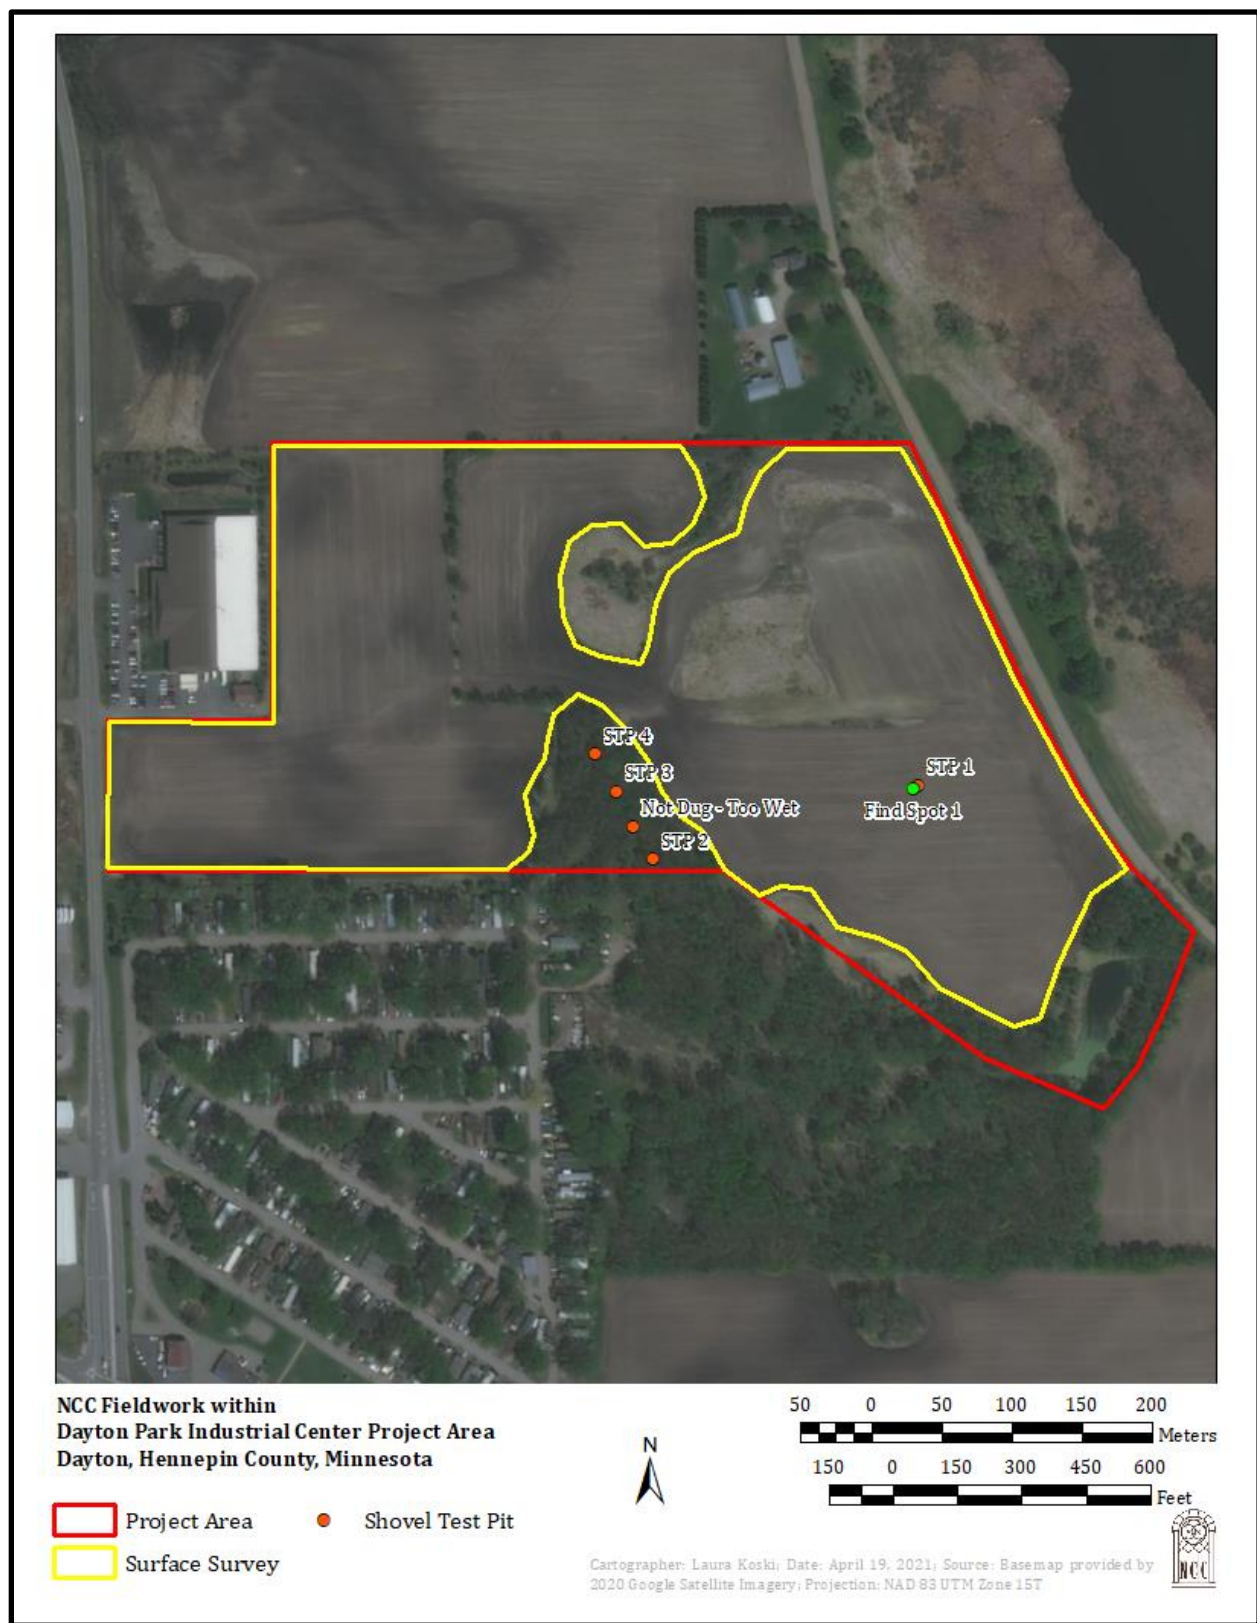 STP 4
STP 3
STP 1
Not Dug - Too Wet
Find Spot 1
STP 2
NCC Fieldwork within
Dayton Park Industrial Center Project Area
Dayton, Hennepin County, Minnesota
Project Area
Shovel Test Pit
Surface Survey
N
50 0 50 100 150 200
Meters
150 0 150 300 450 600
Feet
Cartographer: Laura Koski; Date: April 19, 2021; Source: Basemap provided by
2020 Google Satellite Imagery; Projection: NAD 83 UTM Zone 15T
NCC